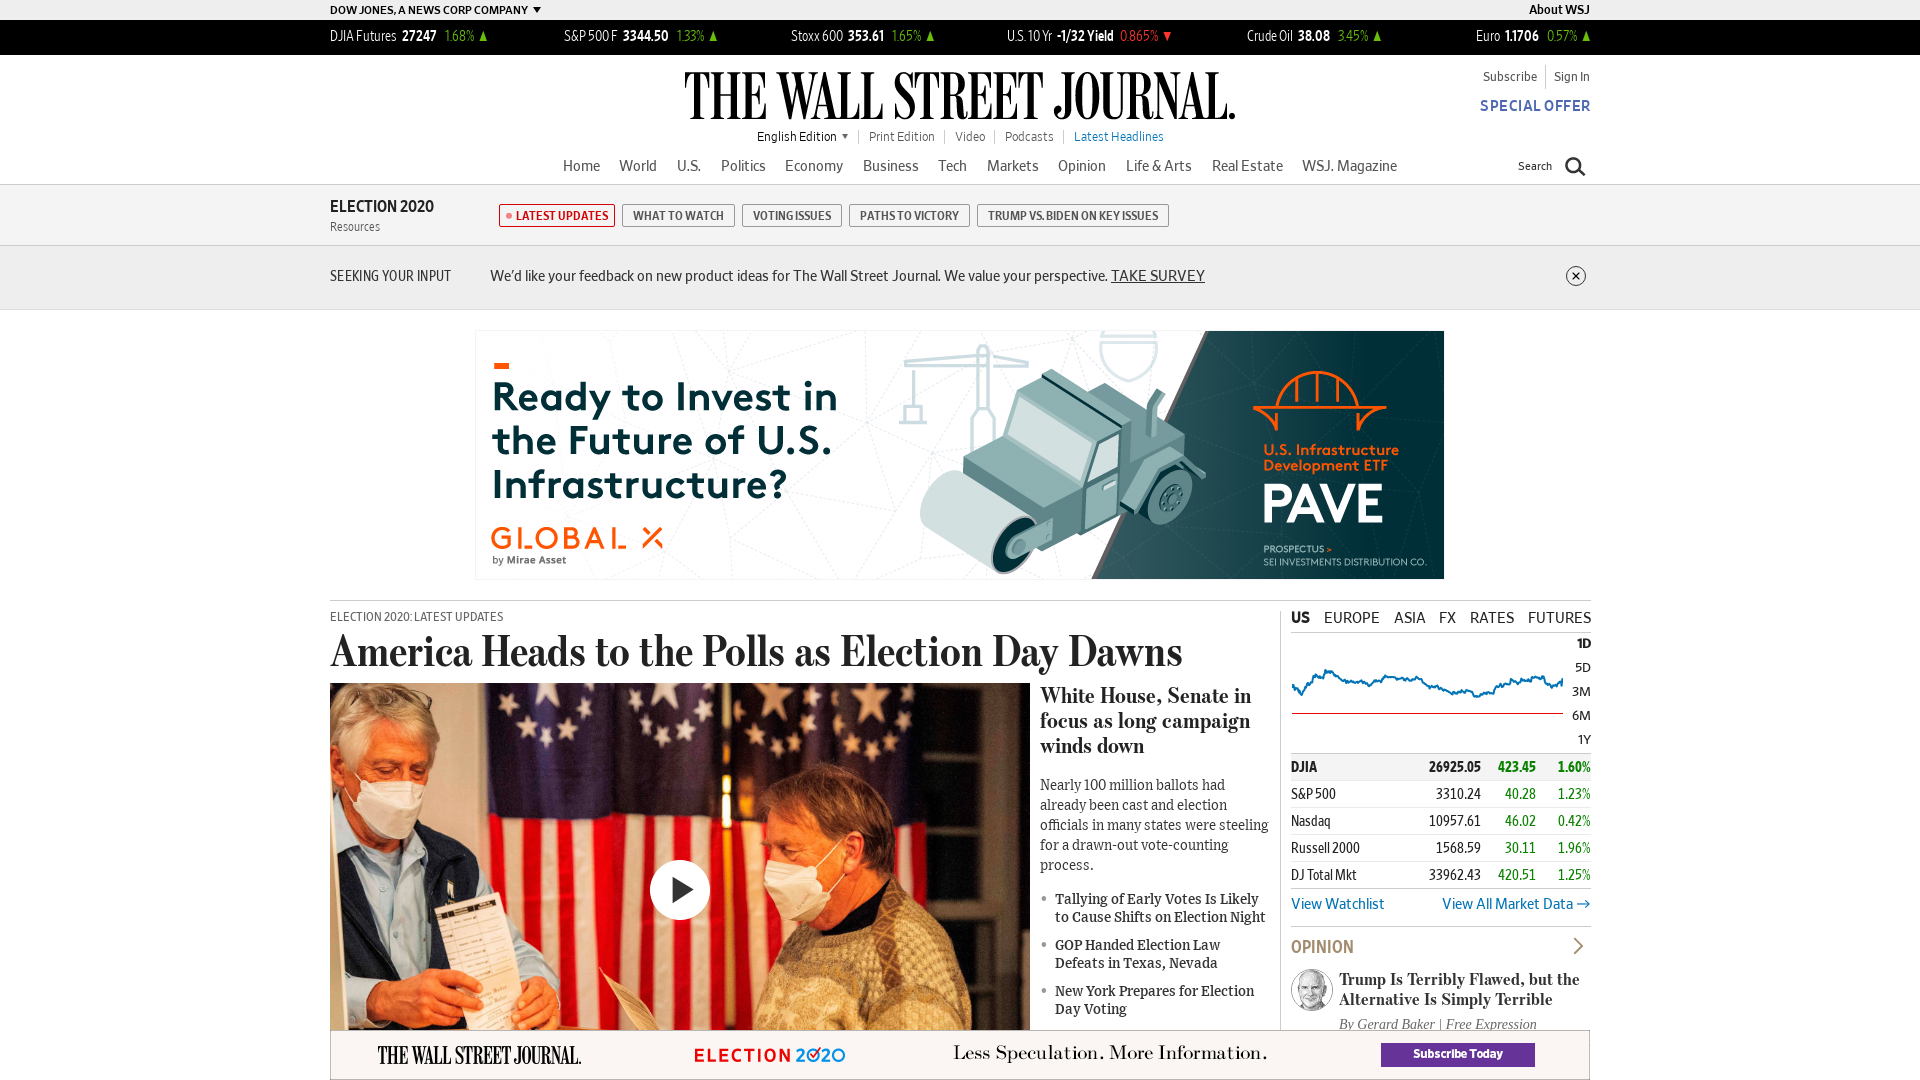 DOW JONES, A NEWS CORP COMPANY
About WSJ
DJIA Futures 27247 1.68%
S&P 500 F 3344.50 1.33%
Stoxx 600 353.61 1.65%
U.S. 10 Yr -1/32 Yield 0.865%
Crude Oil 38.08 3.45%
Euro 1.1706 0.57%
THE WALL STREET JOURNAL.
Subscribe
Sign In
SPECIAL OFFER
English Edition
Print Edition
Video
Podcasts
Latest Headlines
Home
World
U.S.
Politics
Economy
Business
Tech
Markets
Opinion
Life & Arts
Real Estate
WSJ. Magazine
Search
ELECTION 2020
Resources
LATEST UPDATES
WHAT TO WATCH
VOTING ISSUES
PATHS TO VICTORY
TRUMP VS. BIDEN ON KEY ISSUES
SEEKING YOUR INPUT
We’d like your feedback on new product ideas for The Wall Street Journal. We value your perspective. TAKE SURVEY
Ready to Invest in
the Future of U.S.
Infrastructure?
GLOBAL X
by Mirae Asset
U.S. Infrastructure
Development ETF
PAVE
PROSPECTUS >
SEI INVESTMENTS DISTRIBUTION CO.
ELECTION 2020: LATEST UPDATES
America Heads to the Polls as Election Day Dawns
White House, Senate in
focus as long campaign
winds down
Nearly 100 million ballots had
already been cast and election
officials in many states were steeling
for a drawn-out vote-counting
process.
• Tallying of Early Votes Is Likely
to Cause Shifts on Election Night
• GOP Handed Election Law
Defeats in Texas, Nevada
• New York Prepares for Election
Day Voting
US EUROPE ASIA FX RATES FUTURES
1D
5D
3M
6M
1Y
DJIA 26925.05 423.45 1.60%
S&P 500 3310.24 40.28 1.23%
Nasdaq 10957.61 46.02 0.42%
Russell 2000 1568.59 30.11 1.96%
DJ Total Mkt 33962.43 420.51 1.25%
View Watchlist
View All Market Data
OPINION
Trump Is Terribly Flawed, but the
Alternative Is Simply Terrible
By Gerard Baker | Free Expression
THE WALL STREET JOURNAL.
ELECTION 2020
Less Speculation. More Information.
Subscribe Today